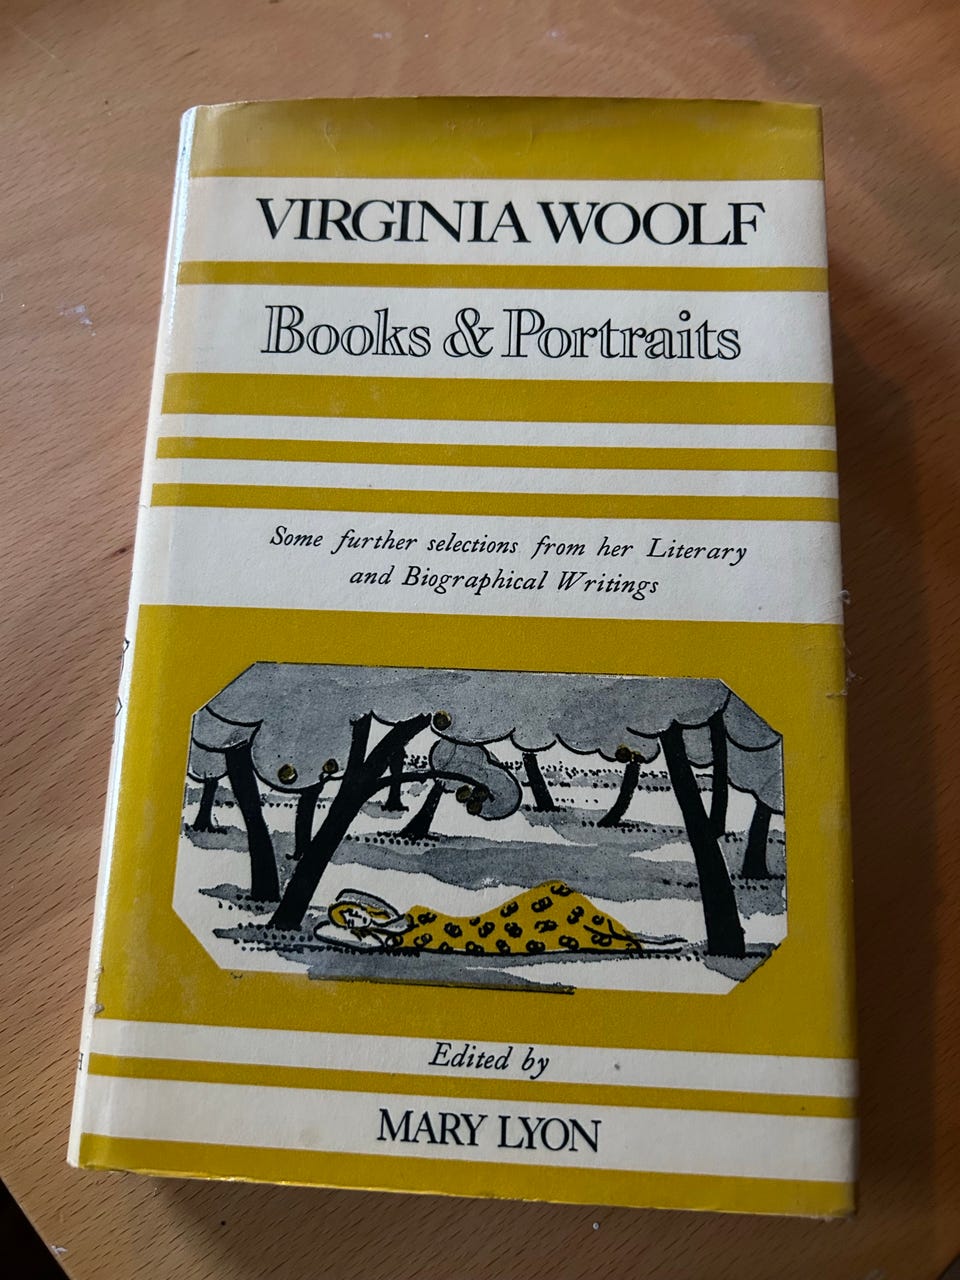 VIRGINIA WOOLF
Books & Portraits
Some further selections from her Literary
and Biographical Writings
Edited by
MARY LYON